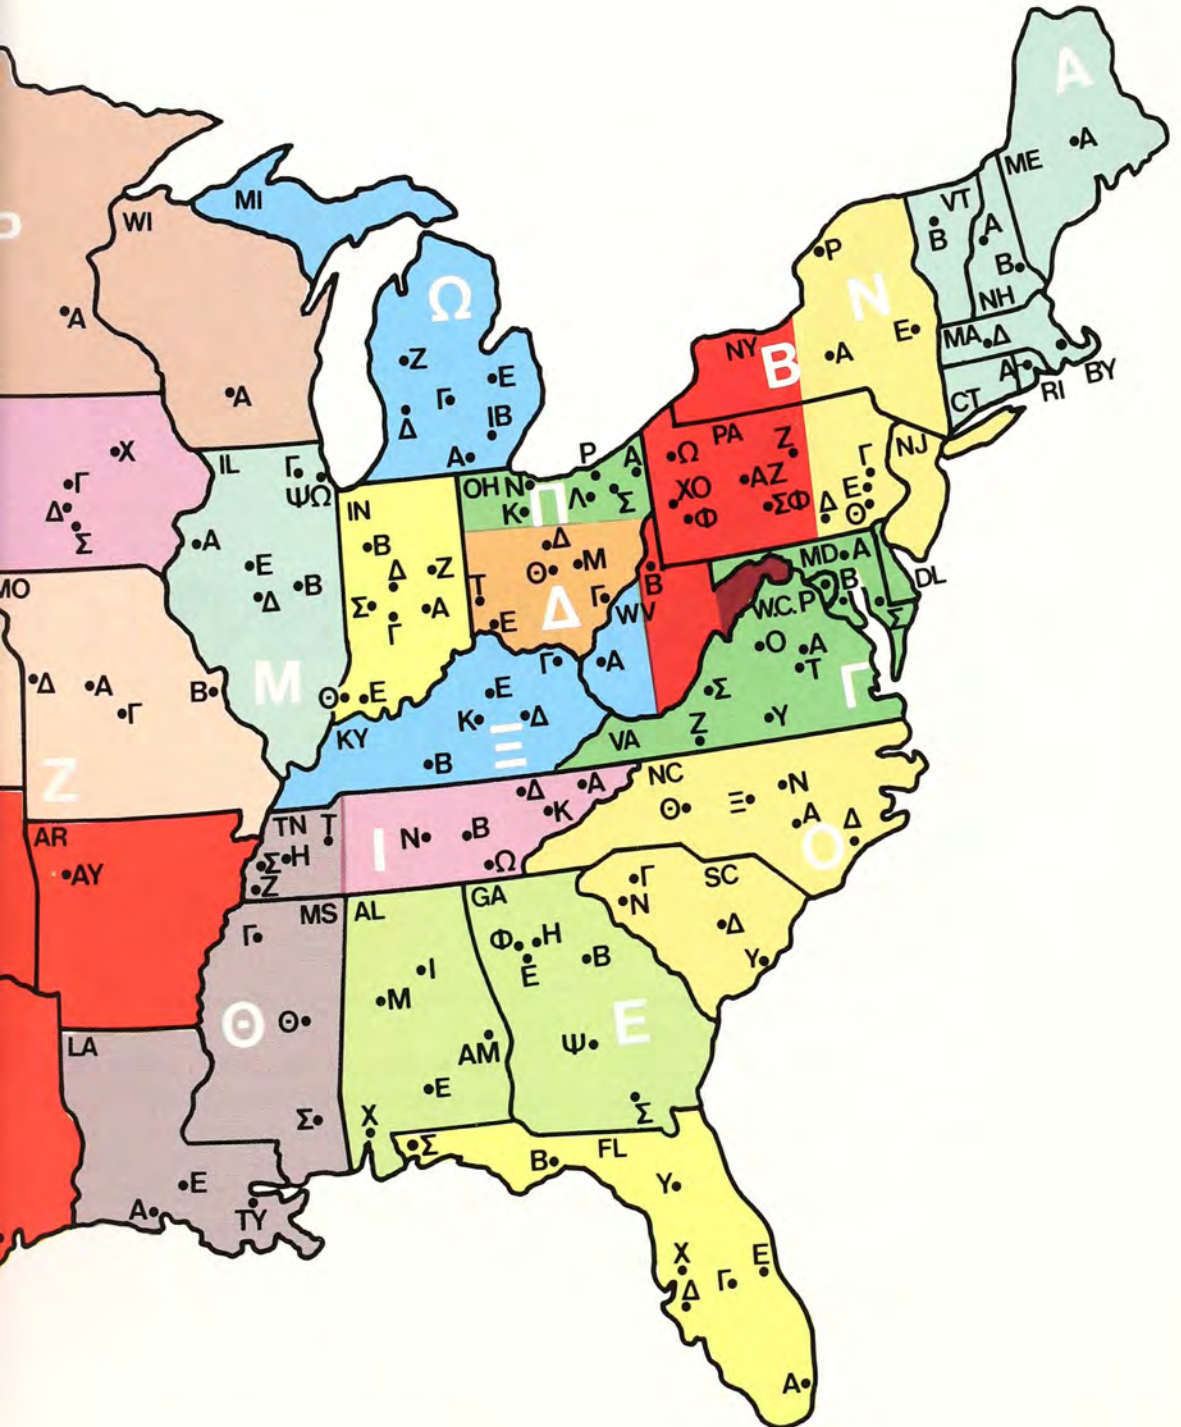 A
•A
ME
VT
B
A
B
NH
MA
Δ
BY
A
RI
CT
MI
WI
Ω
•A
•A
Z
E
Γ
Δ
IB
A
P
N
E
•A
NY
B
PA
Z
•Ω
•AZ
XO
•Φ
•ΣΦ
Γ
E
Δ
Θ
NJ
•X
•Γ
Δ
Σ
IL
Γ
ΨΩ
•A
•E
•Δ
•B
M
IN
•B
Δ
•Z
Σ
•A
Γ
Θ
•E
OH
N
K
Π
P
Λ
A
Σ
•Δ
Θ
•M
T
Δ
Γ
•E
WV
B
•A
MD
•A
B
I
DL
Σ
W.C.
P
•O
•A
•T
•Σ
Γ
Z
•Y
VA
MO
•Δ
•A
•Γ
B
Z
KY
Γ
•E
K
•Δ
Ξ
•B
TN
T
Σ
•H
•Z
I
N
•B
•Δ
•A
•K
•Ω
NC
Θ
Ξ
•N
•A
Δ
O
SC
•Γ
•N
•Δ
Y
AR
•AY
MS
Γ
Θ
Θ
Σ
AL
•I
•M
AM
•E
X
GA
Φ
•H
E
•B
Ψ
E
Σ
LA
•E
A
TY
•Σ
B
FL
Y
X
Δ
Γ
E
A